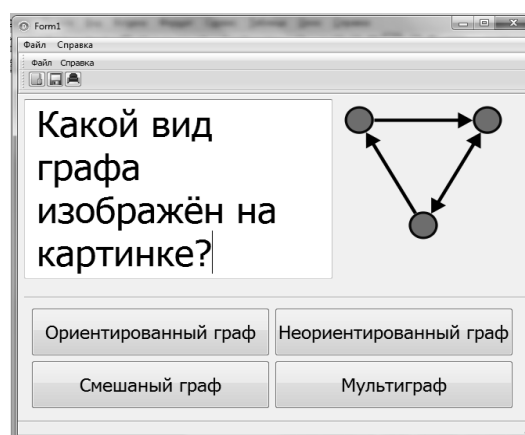 Form1
Файл Справка
Файл Справка
Какой вид
графа
изображён на
картинке?
Ориентированный граф
Неориентированный граф
Смешаный граф
Мультиграф